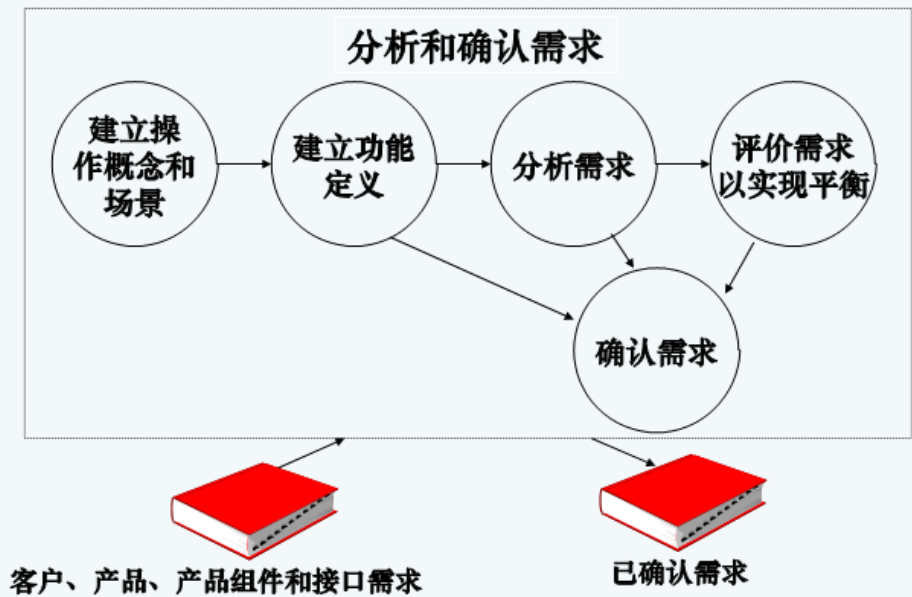 分析和确认需求
建立操
作概念和
场景
建立功能
定义
分析需求
评价需求
以实现平衡
确认需求
客户、产品、产品组件和接口需求
已确认需求